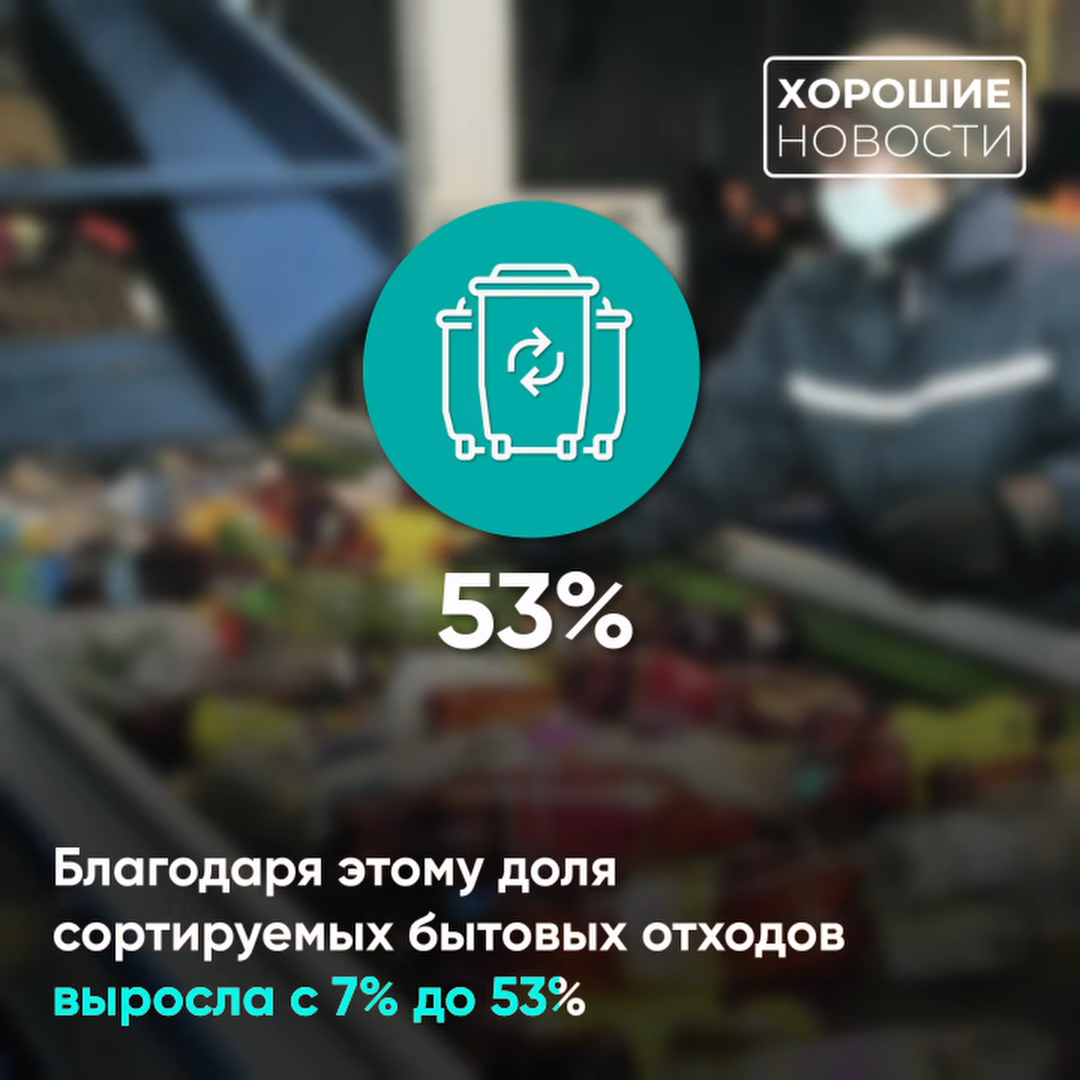 ХОРОШИЕ
НОВОСТИ
53%
Благодаря этому доля
сортируемых бытовых отходов
выросла с 7% до 53%